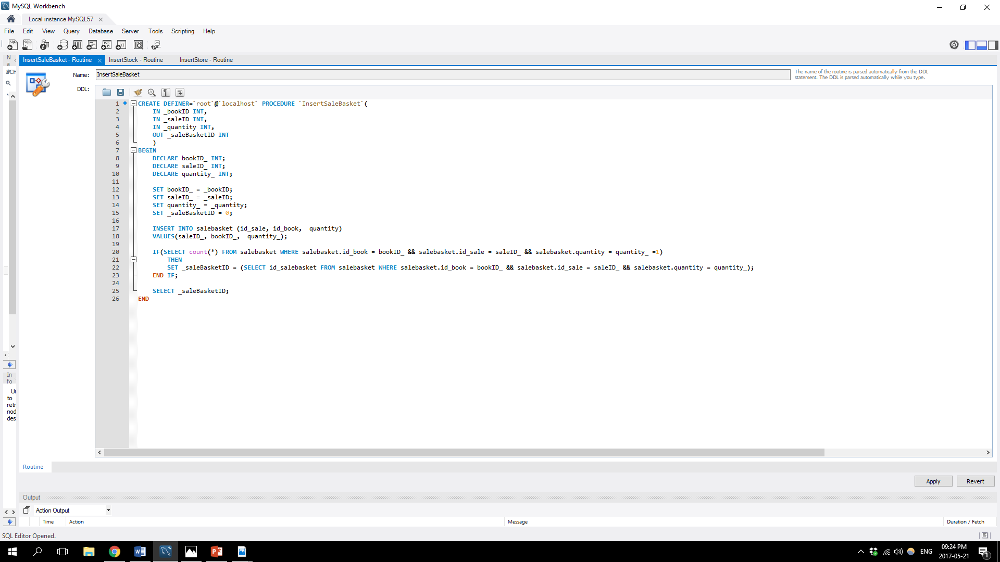 MySQL Workbench
Local instance MySQL57
File Edit View Query Database Server Tools Scripting Help
N
a
InsertSaleBasket - Routine InsertStock - Routine InsertStore - Routine
Name: InsertSaleBasket
The name of the routine is parsed automatically from the DDL
statement. The DDL is parsed automatically while you type.
DDL:
1 CREATE DEFINER=`root`@`localhost` PROCEDURE `InsertSaleBasket`(
2 IN _bookID INT,
3 IN _saleID INT,
4 IN _quantity INT,
5 OUT _saleBasketID INT
6 )
7 BEGIN
8 DECLARE bookID_ INT;
9 DECLARE saleID_ INT;
10 DECLARE quantity_ INT;
11
12 SET bookID_ = _bookID;
13 SET saleID_ = _saleID;
14 SET quantity_ = _quantity;
15 SET _saleBasketID = 0;
16
17 INSERT INTO salebasket (id_sale, id_book,  quantity)
18 VALUES(saleID_, bookID_,  quantity_);
19
20 IF(SELECT count(*) FROM salebasket WHERE salebasket.id_book = bookID_ && salebasket.id_sale = saleID_ && salebasket.quantity = quantity_ =1)
21 THEN
22 SET _saleBasketID = (SELECT id_salebasket FROM salebasket WHERE salebasket.id_book = bookID_ && salebasket.id_sale = saleID_ && salebasket.quantity = quantity_);
23 END IF;
24
25 SELECT _saleBasketID;
26 END
In
fo
Ur
to
retr
nod
des
Routine
Apply Revert
Output
Action Output
Time Action Message Duration / Fetch
SQL Editor Opened.
ENG
09:24 PM
2017-05-21
1